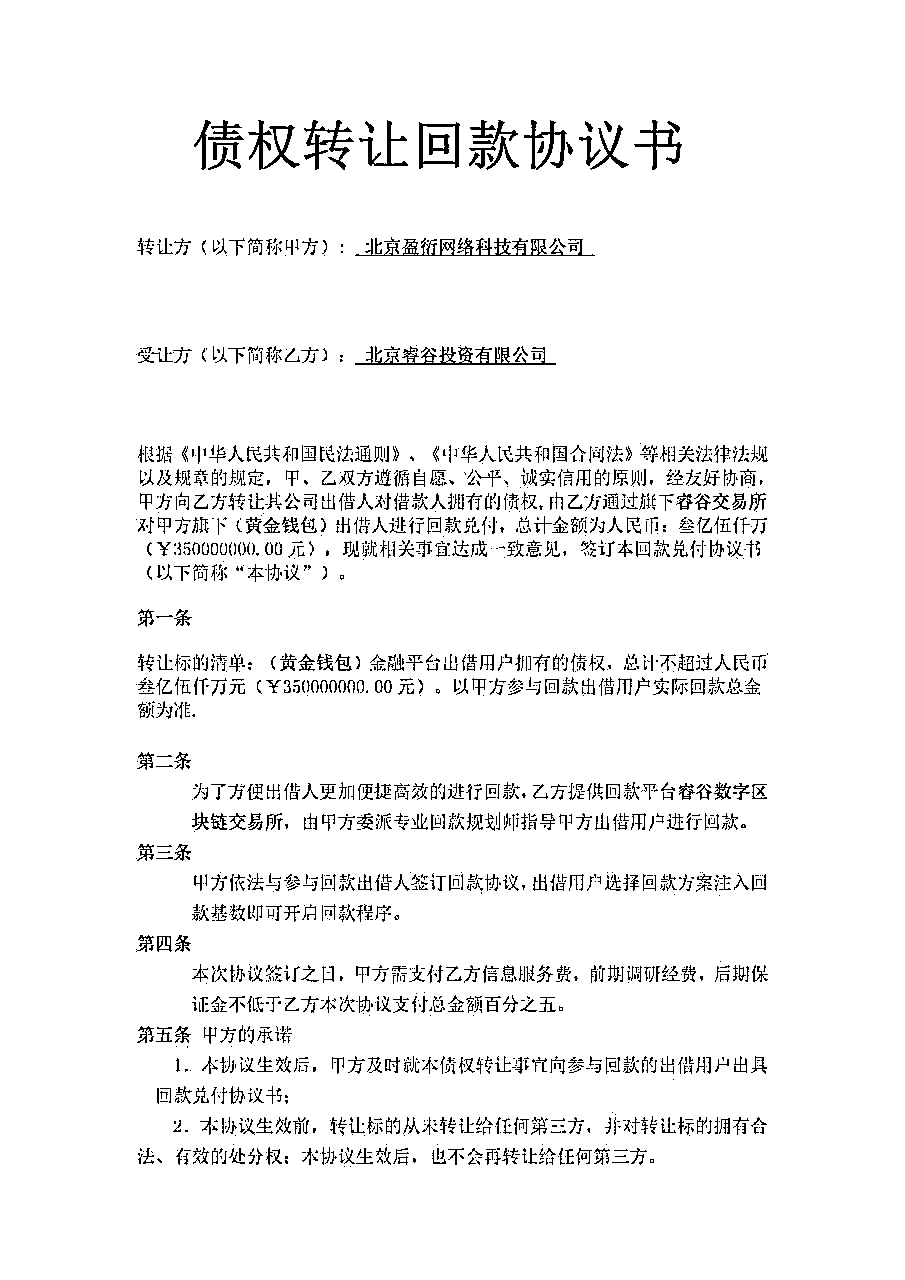 债权转让回款协议书
转让方（以下简称甲方）： 北京盈衍网络科技有限公司
受让方（以下简称乙方）： 北京睿谷投资有限公司
根据《中华人民共和国民法通则》、《中华人民共和国合同法》等相关法律法规
以及规章的规定，甲、乙双方遵循自愿、公平、诚实信用的原则，经友好协商，
甲方向乙方转让其公司出借人对借款人拥有的债权,由乙方通过旗下睿谷交易所
对甲方旗下（黄金钱包）出借人进行回款兑付，总计金额为人民币：叁亿伍仟万
（￥350000000.00 元），现就相关事宜达成一致意见，签订本回款兑付协议书
（以下简称“本协议”）。
第一条
转让标的清单：（黄金钱包）金融平台出借用户拥有的债权，总计不超过人民币
叁亿伍仟万元（￥350000000.00 元）。以甲方参与回款出借用户实际回款总金
额为准.
第二条
为了方便出借人更加便捷高效的进行回款，乙方提供回款平台睿谷数字区
块链交易所，由甲方委派专业回款规划师指导甲方出借用户进行回款。
第三条
甲方依法与参与回款出借人签订回款协议，出借用户选择回款方案注入回
款基数即可开启回款程序。
第四条
本次协议签订之日，甲方需支付乙方信息服务费，前期调研经费，后期保
证金不低于乙方本次协议支付总金额百分之五。
第五条 甲方的承诺
1．本协议生效后，甲方及时就本债权转让事宜向参与回款的出借用户出具
回款兑付协议书；
2．本协议生效前，转让标的从未转让给任何第三方，并对转让标的拥有合
法、有效的处分权；本协议生效后，也不会再转让给任何第三方。